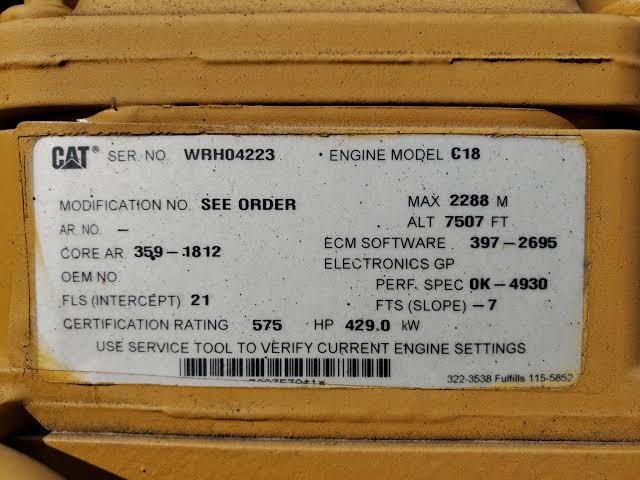 CAT® SER. NO. WRH04223 ENGINE MODEL C18
MODIFICATION NO. SEE ORDER MAX 2288 M
AR. NO. – ALT 7507 FT
CORE AR. 359-1812 ECM SOFTWARE 397-2695
OEM NO ELECTRONICS GP
PERF. SPEC 0K-4930
FLS (INTERCEPT) 21 FTS (SLOPE) -7
CERTIFICATION RATING 575 HP 429.0 kW
USE SERVICE TOOL TO VERIFY CURRENT ENGINE SETTINGS
322-3538 Fulfills 115-5852